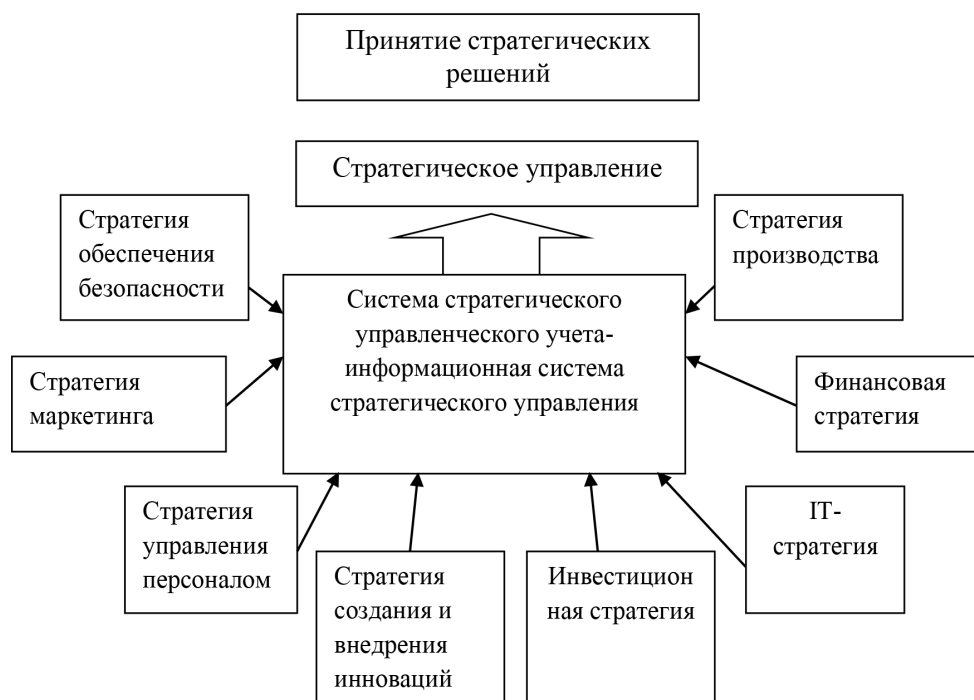 Принятие стратегических
решений
Стратегическое управление
Стратегия
обеспечения
безопасности
Стратегия
производства
Система стратегического
управленческого учета-
информационная система
стратегического управления
Стратегия
маркетинга
Финансовая
стратегия
Стратегия
управления
персоналом
IT-
стратегия
Стратегия
создания и
внедрения
инноваций
Инвестицион
ная стратегия